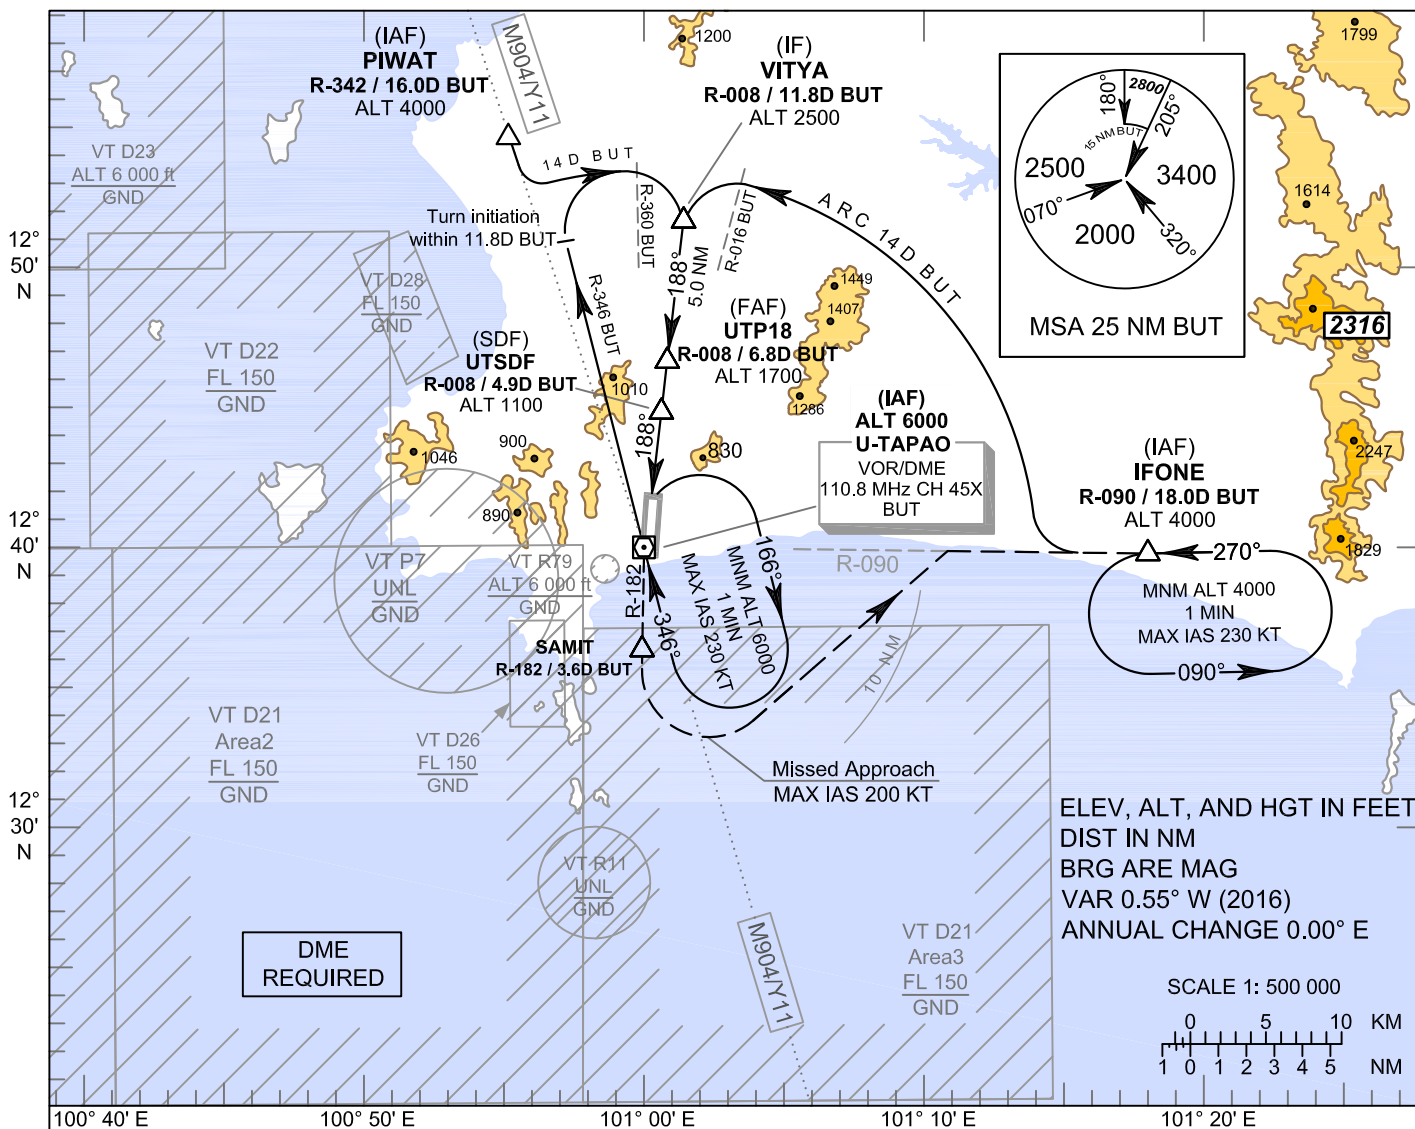 (IAF)
PIWAT
R-342 / 16.0D BUT
ALT 4000
M904/Y11
1200
(IF)
VITYA
R-008 / 11.8D BUT
ALT 2500
1799
180°
2800
205°
15 NM BUT
2500
3400
070°
2000
320°
MSA 25 NM BUT
1614
2316
VT D23
ALT 6 000 ft
GND
14D BUT
R-360 BUT
R-016 BUT
ARC 14D BUT
Turn initiation
within 11.8D BUT
12°
50'
N
VT D28
FL 150
GND
R-346 BUT
188°
5.0 NM
1449
1407
1286
(FAF)
UTP18
R-008 / 6.8D BUT
ALT 1700
(SDF)
UTSDF
R-008 / 4.9D BUT
ALT 1100
1010
VT D22
FL 150
GND
188°
830
900
1046
890
(IAF)
ALT 6000
U-TAPAO
VOR/DME
110.8 MHz CH 45X
BUT
(IAF)
IFONE
R-090 / 18.0D BUT
ALT 4000
2247
1829
12°
40'
N
VT P7
UNL
GND
VT R79
ALT 6 000 ft
GND
R-182
R-090
270°
MNM ALT 4000
1 MIN
MAX IAS 230 KT
090°
166°
MNM ALT 6000
1 MIN
MAX IAS 230 KT
346°
10 NM
SAMIT
R-182 / 3.6D BUT
VT D21
Area2
FL 150
GND
VT D26
FL 150
GND
Missed Approach
MAX IAS 200 KT
12°
30'
N
VT R11
UNL
GND
ELEV, ALT, AND HGT IN FEET
DIST IN NM
BRG ARE MAG
VAR 0.55° W (2016)
ANNUAL CHANGE 0.00° E
DME
REQUIRED
M904/Y11
VT D21
Area3
FL 150
GND
SCALE 1: 500 000
0 5 10 KM
1 0 1 2 3 4 5 NM
100° 40' E
100° 50' E
101° 00' E
101° 10' E
101° 20' E